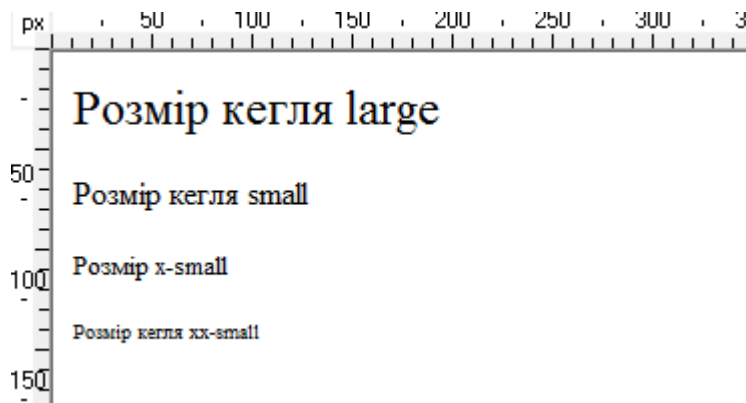 px 50 100 150 200 250 300 3
Розмір кегля large
50
Розмір кегля small
Розмір x-small
100
Розмір кегля xx-small
150